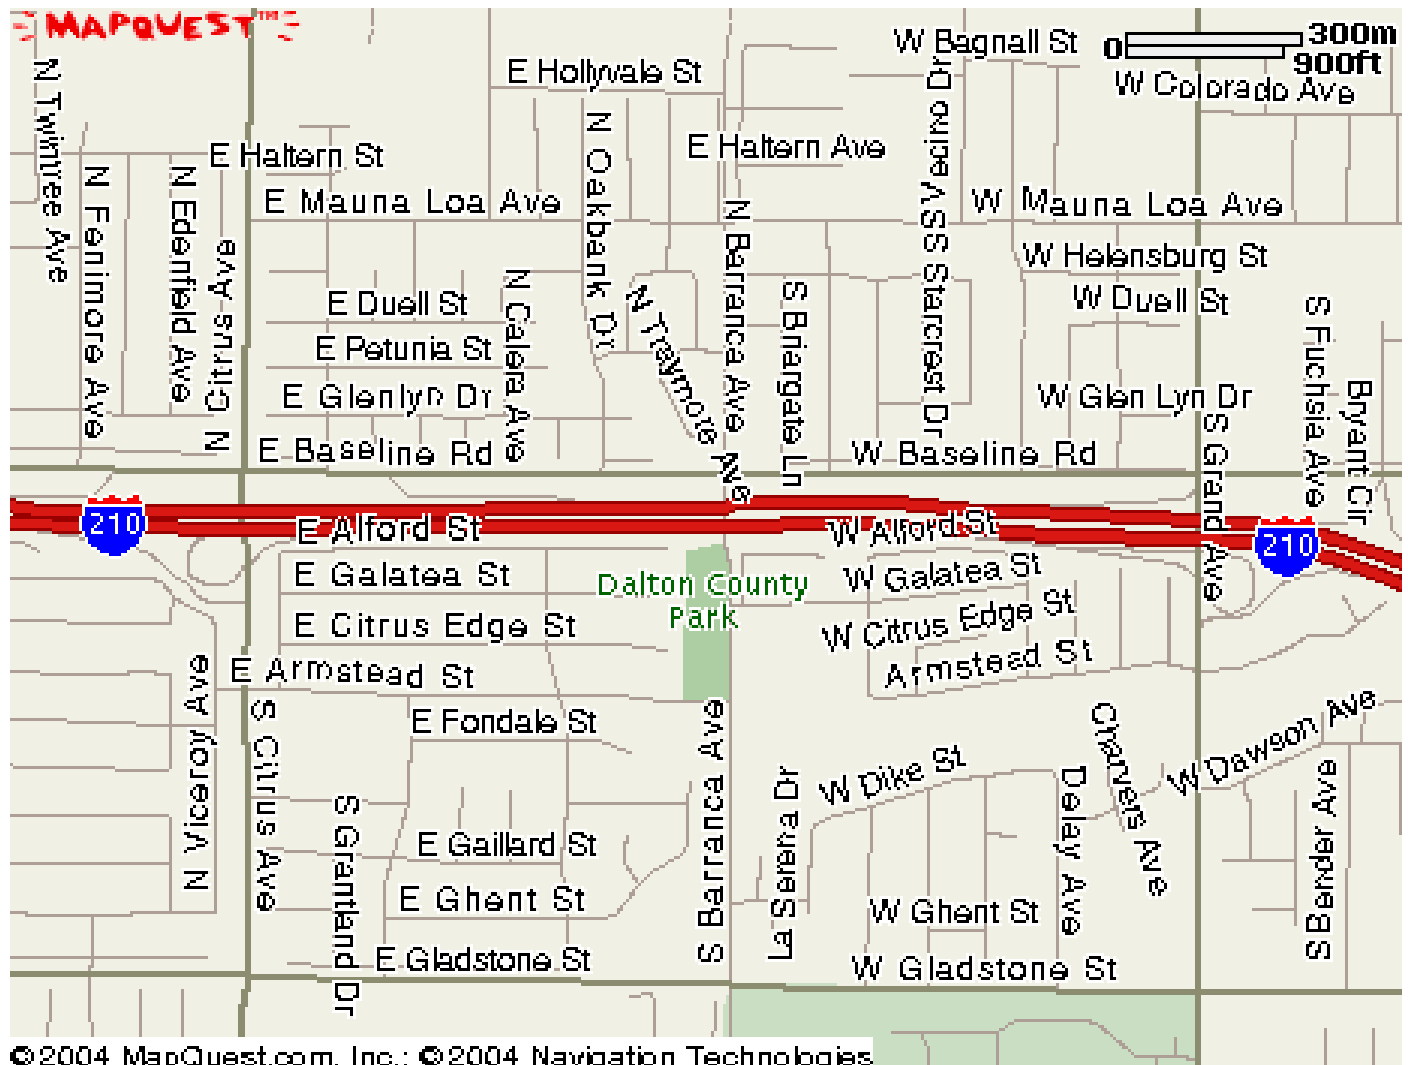 MAPQUEST™
W Bagnall St
0 300m
900ft
E Hollyvale St
W Colorado Ave
N Twintree Ave
E Haltern St
N Oakbank Dr
E Haltern Ave
S Vecino Dr
N Fenimore Ave
N Edenfield Ave
E Mauna Loa Ave
N Barranca Ave
W Mauna Loa Ave
N Citrus Ave
W Helensburg St
E Duell St
N Calera Ave
N Traymore Ave
S Briargate Ln
S Starcrest Dr
W Duell St
S Fuchsia Ave
E Petunia St
E Glenlyn Dr
W Glen Lyn Dr
Bryant Cir
E Baseline Rd
W Baseline Rd
S Grand Ave
210
E Alford St
W Alford St
210
E Galatea St
Dalton County
Park
W Galatea St
E Citrus Edge St
W Citrus Edge St
E Armstead St
Armstead St
N Viceroy Ave
S Citrus Ave
E Fondale St
S Barranca Ave
Charvers Ave
W Dawson Ave
La Serena Dr
W Dike St
Delay Ave
S Bender Ave
S Grantland Dr
E Gaillard St
E Ghent St
W Ghent St
E Gladstone St
W Gladstone St
©2004 MapQuest.com, Inc.; ©2004 Navigation Technologies